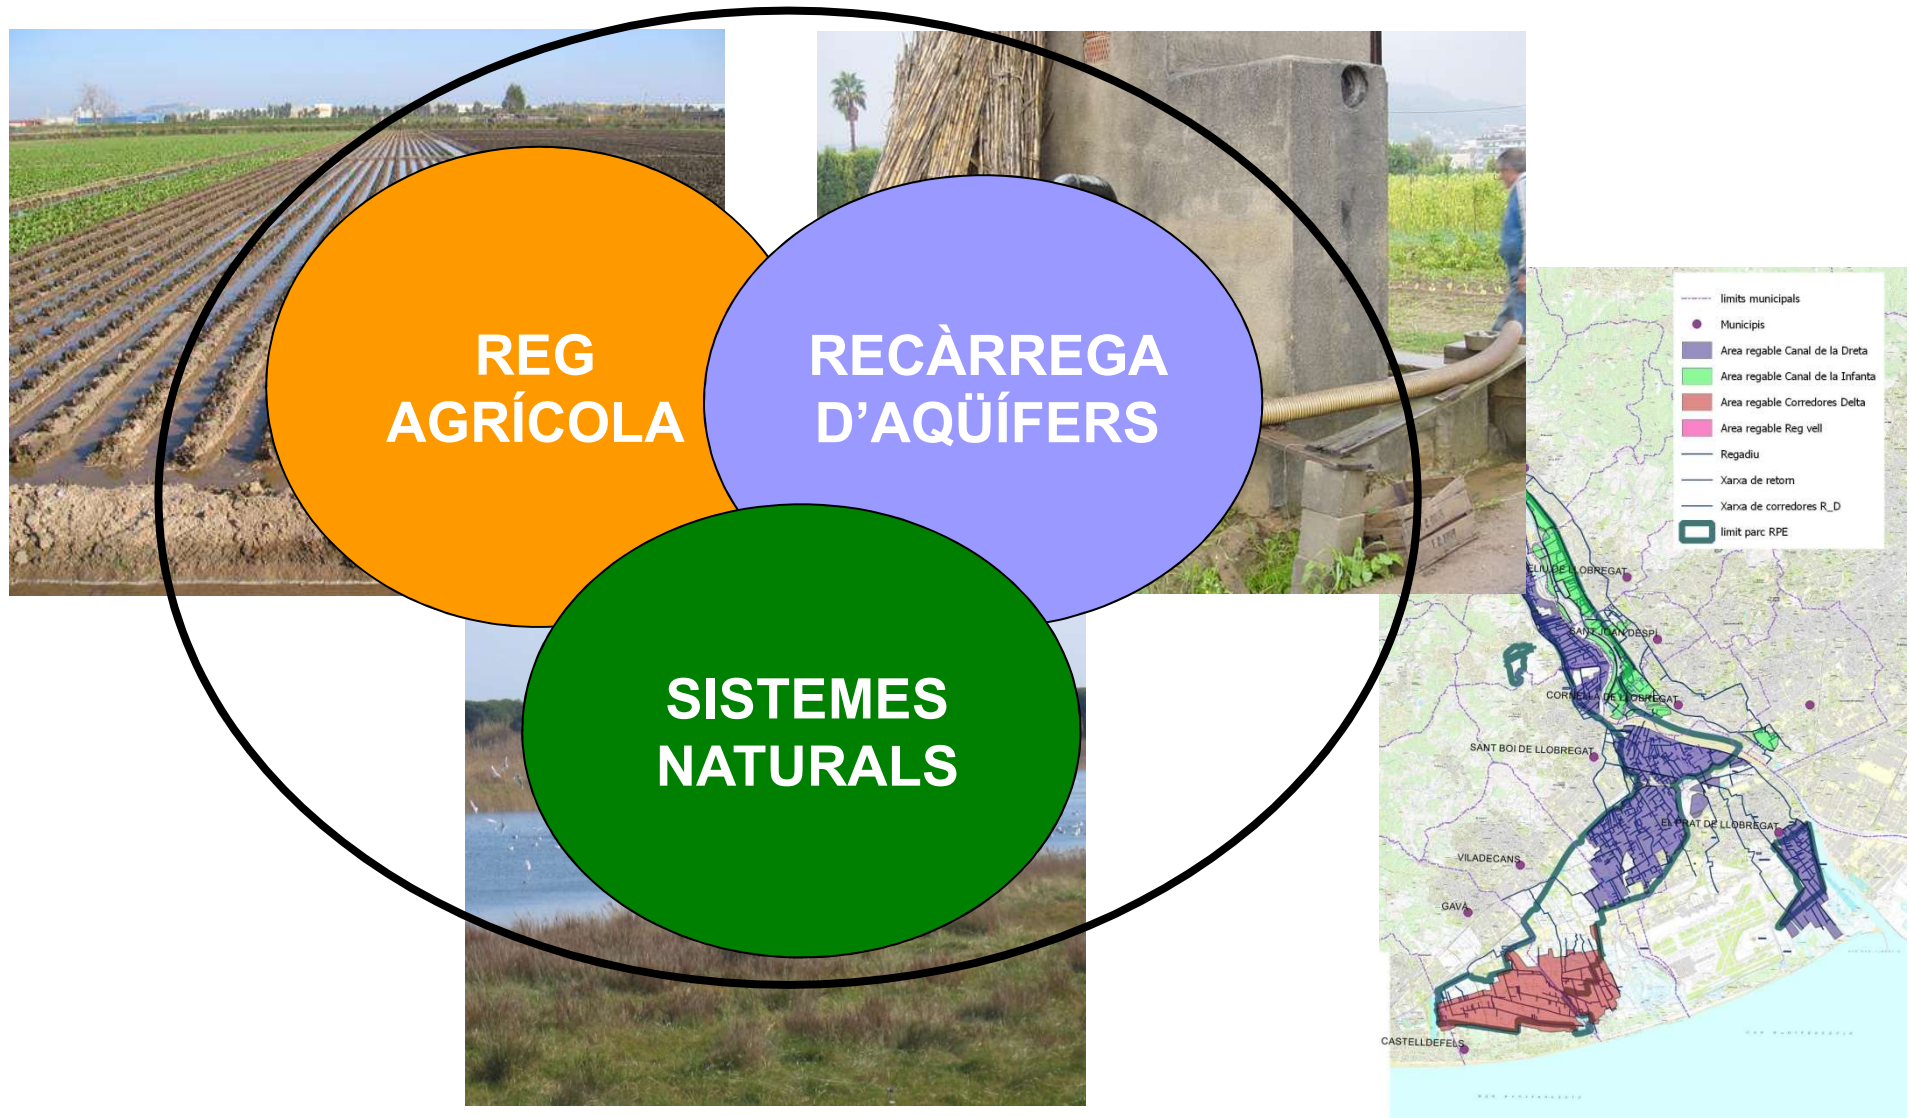 REG
AGRÍCOLA
RECÀRREGA
D’AQÜÍFERS
SISTEMES
NATURALS
limits municipals
Municipis
Area regable Canal de la Dreta
Area regable Canal de la Infanta
Area regable Corredores Delta
Area regable Reg vell
Regadiu
Xarxa de retorn
Xarxa de corredores R_D
limit parc RPE
ELIU DE LLOBREGAT
SANT JOAN DESPÍ
CORNELLÀ DE LLOBREGAT
SANT BOI DE LLOBREGAT
EL PRAT DE LLOBREGAT
VILADECANS
GAVÀ
CASTELLDEFELS